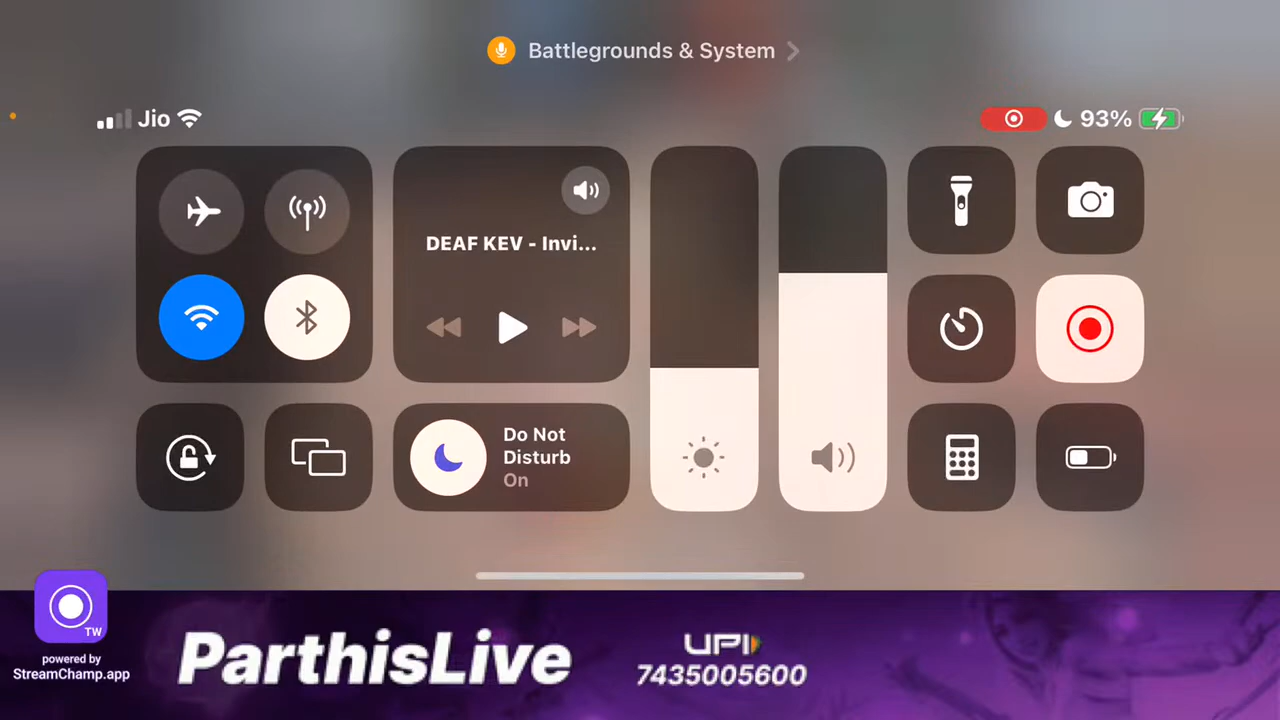 Battlegrounds & System
Jio
93%
DEAF KEV - Invi...
Do Not
Disturb
On
TW
powered by
StreamChamp.app
ParthisLive
UPI
7435005600